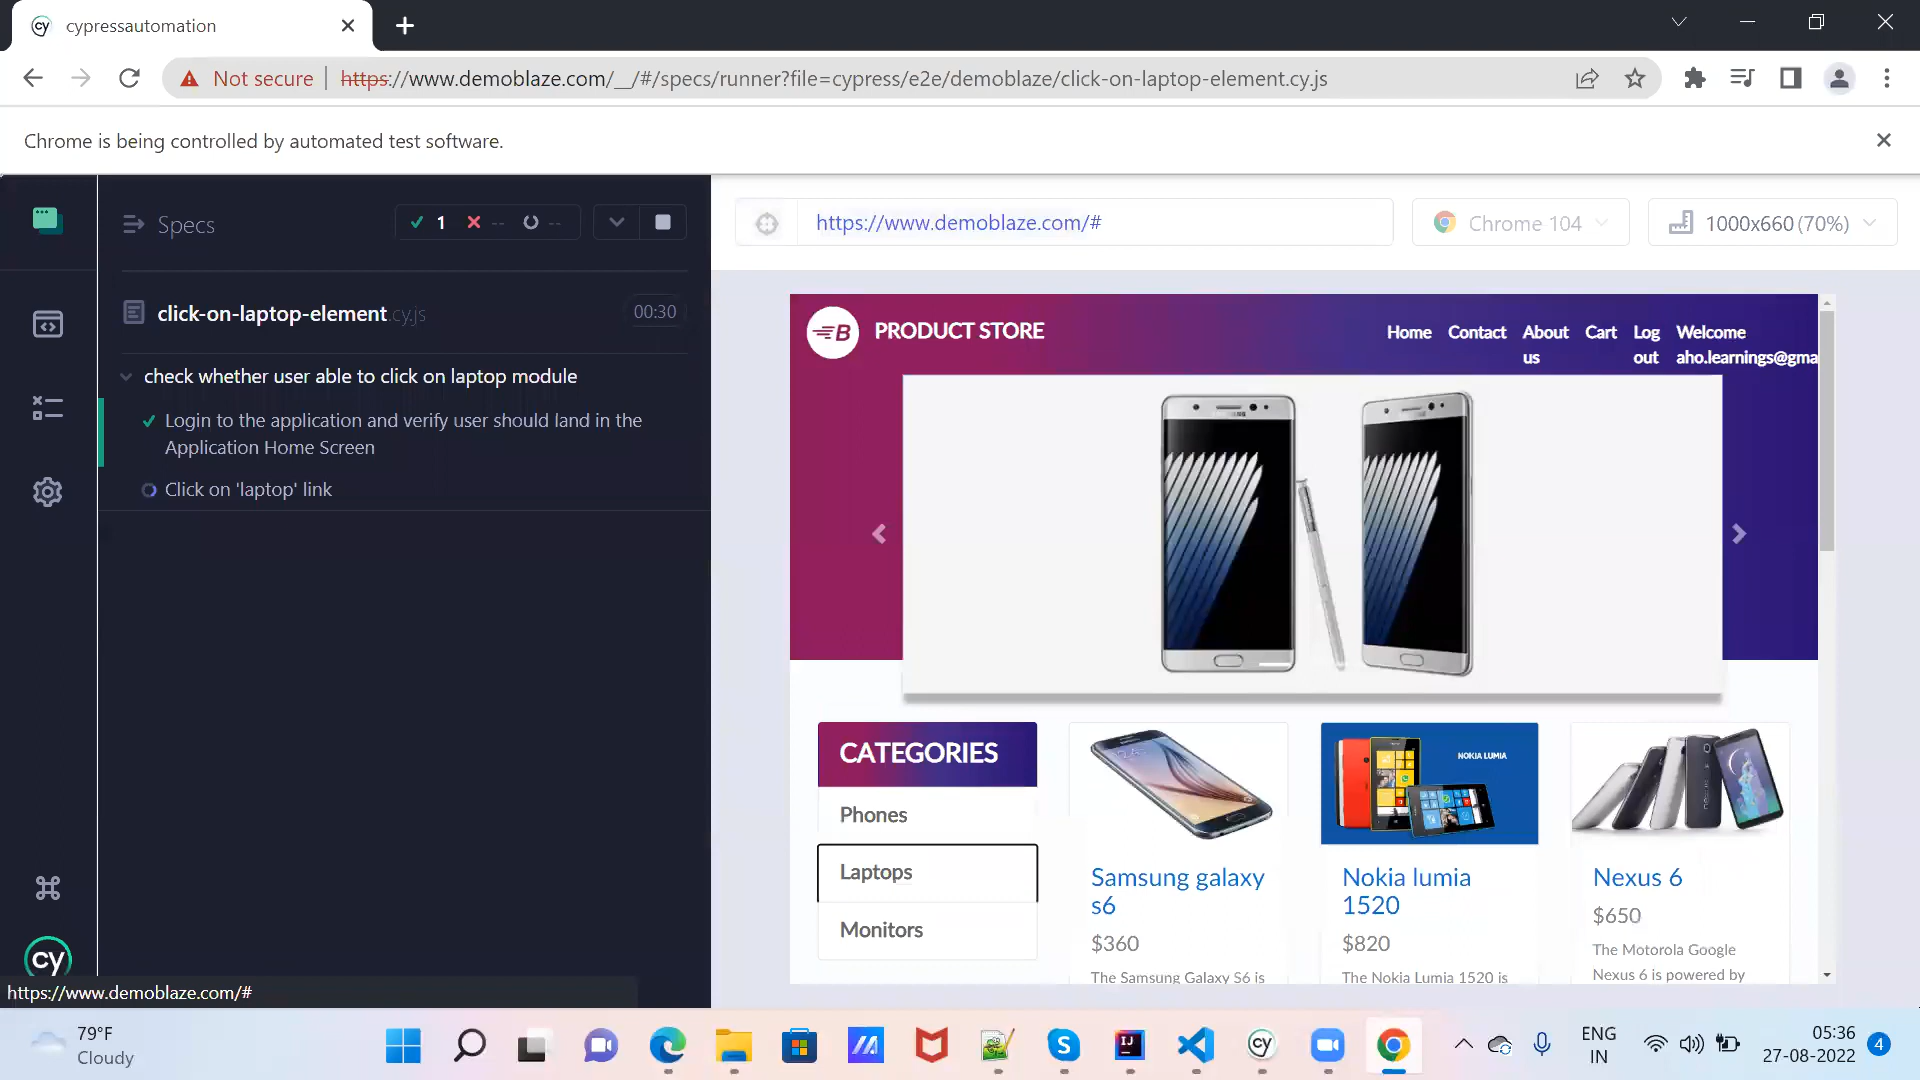 cypressautomation
Not secure | https://www.demoblaze.com/__/#/specs/runner?file=cypress/e2e/demoblaze/click-on-laptop-element.cy.js
Chrome is being controlled by automated test software.
Specs
1 -- --
https://www.demoblaze.com/#
Chrome 104
1000x660 (70%)
click-on-laptop-element.cy.js
00:30
check whether user able to click on laptop module
Login to the application and verify user should land in the
Application Home Screen
Click on 'laptop' link
B PRODUCT STORE
Home Contact About Cart Log Welcome
us out aho.learnings@gma
CATEGORIES
Phones
Laptops
Monitors
Samsung galaxy
s6
$360
The Samsung Galaxy S6 is
NOKIA LUMIA
Nokia lumia
1520
$820
The Nokia Lumia 1520 is
Nexus 6
$650
The Motorola Google
Nexus 6 is powered by
cy
https://www.demoblaze.com/#
79°F
Cloudy
ENG
IN
05:36
27-08-2022
4